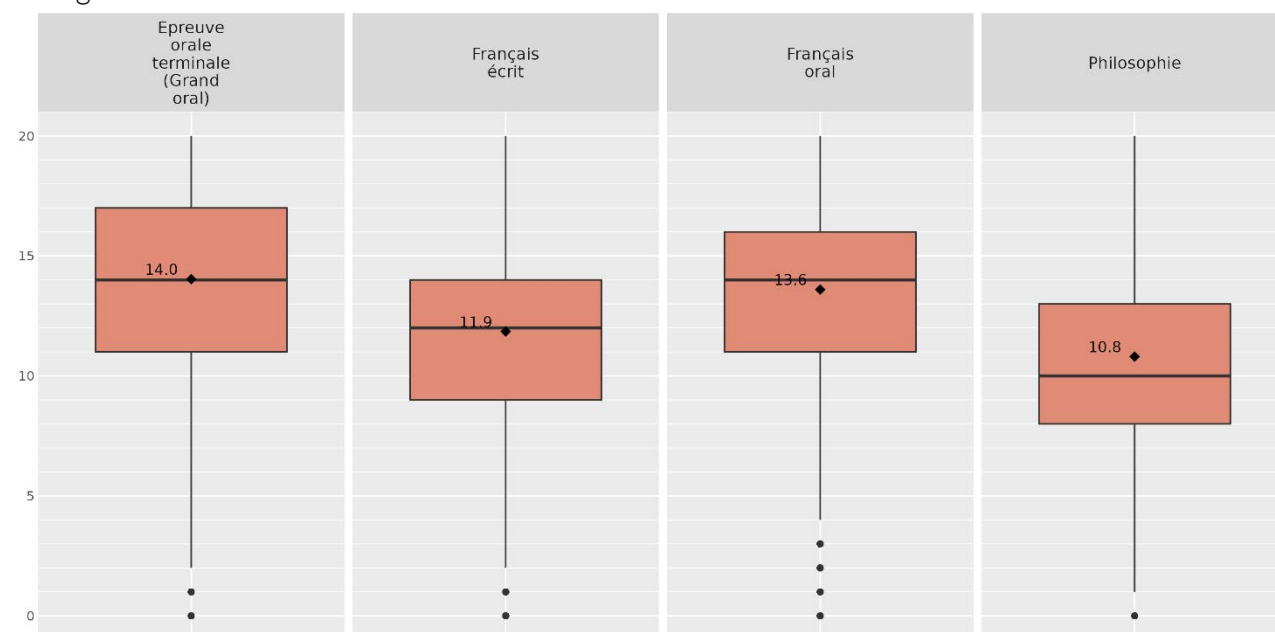 Epreuve
orale
terminale
(Grand
oral)
Français
écrit
Français
oral
Philosophie
20
15
10
5
0
14.0
11.9
13.6
10.8